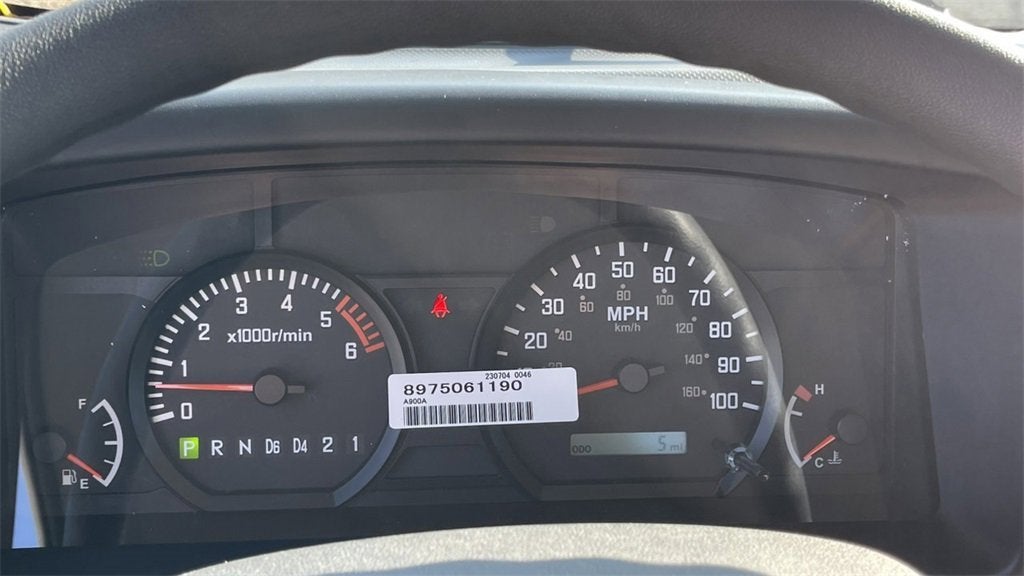 0 1 2 3 4 5 6
x1000r/min
P R N D6 D4 2 1
F
E
230704 0046
8975061190
A900A
20 30 40 50 60 70 80 90 100
MPH
km/h
40 60 80 100 120 140 160
ODO 5 mi
H
C